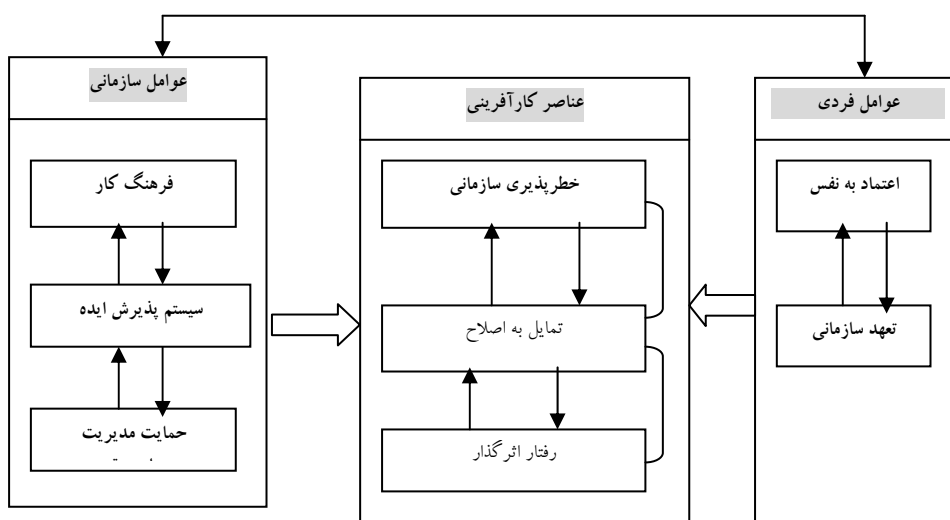 عوامل فردی
اعتماد به نفس
تعهد سازمانی
عناصر کارآفرینی
خطرپذیری سازمانی
تمایل به اصلاح
رفتار اثرگذار
عوامل سازمانی
فرهنگ کار
سیستم پذیرش ایده
حمایت مدیریت